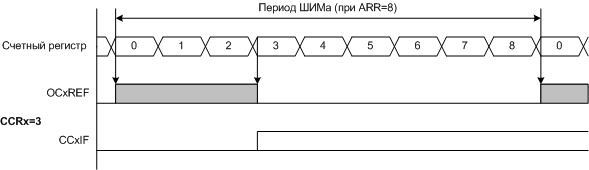 Период ШИМа (при ARR=8)
Счетный регистр 0 1 2 3 4 5 6 7 8 0
OCxREF
CCRx=3
CCxIF